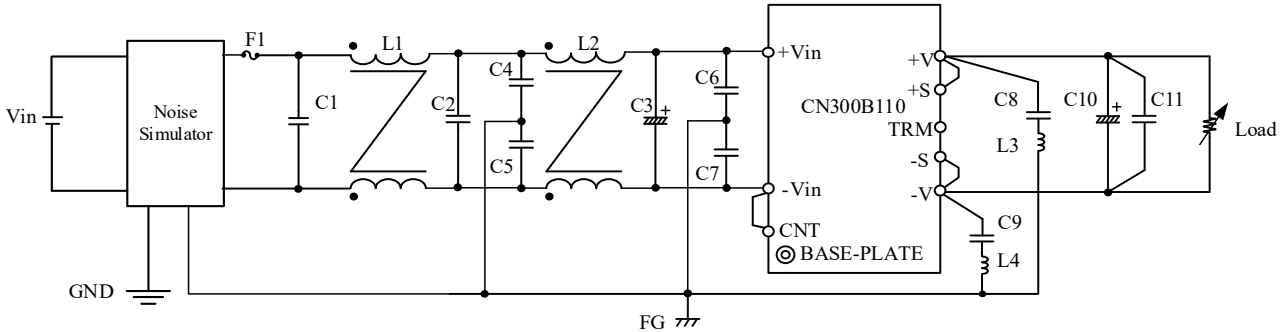 F1
L1
L2
C4
C6
C1
C2
C3
+
C5
C7
Vin
Noise
Simulator
GND
FG
+Vin
-Vin
CNT
BASE-PLATE
CN300B110
+V
+S
TRM
-S
-V
C8
L3
C9
L4
C10
+
C11
Load